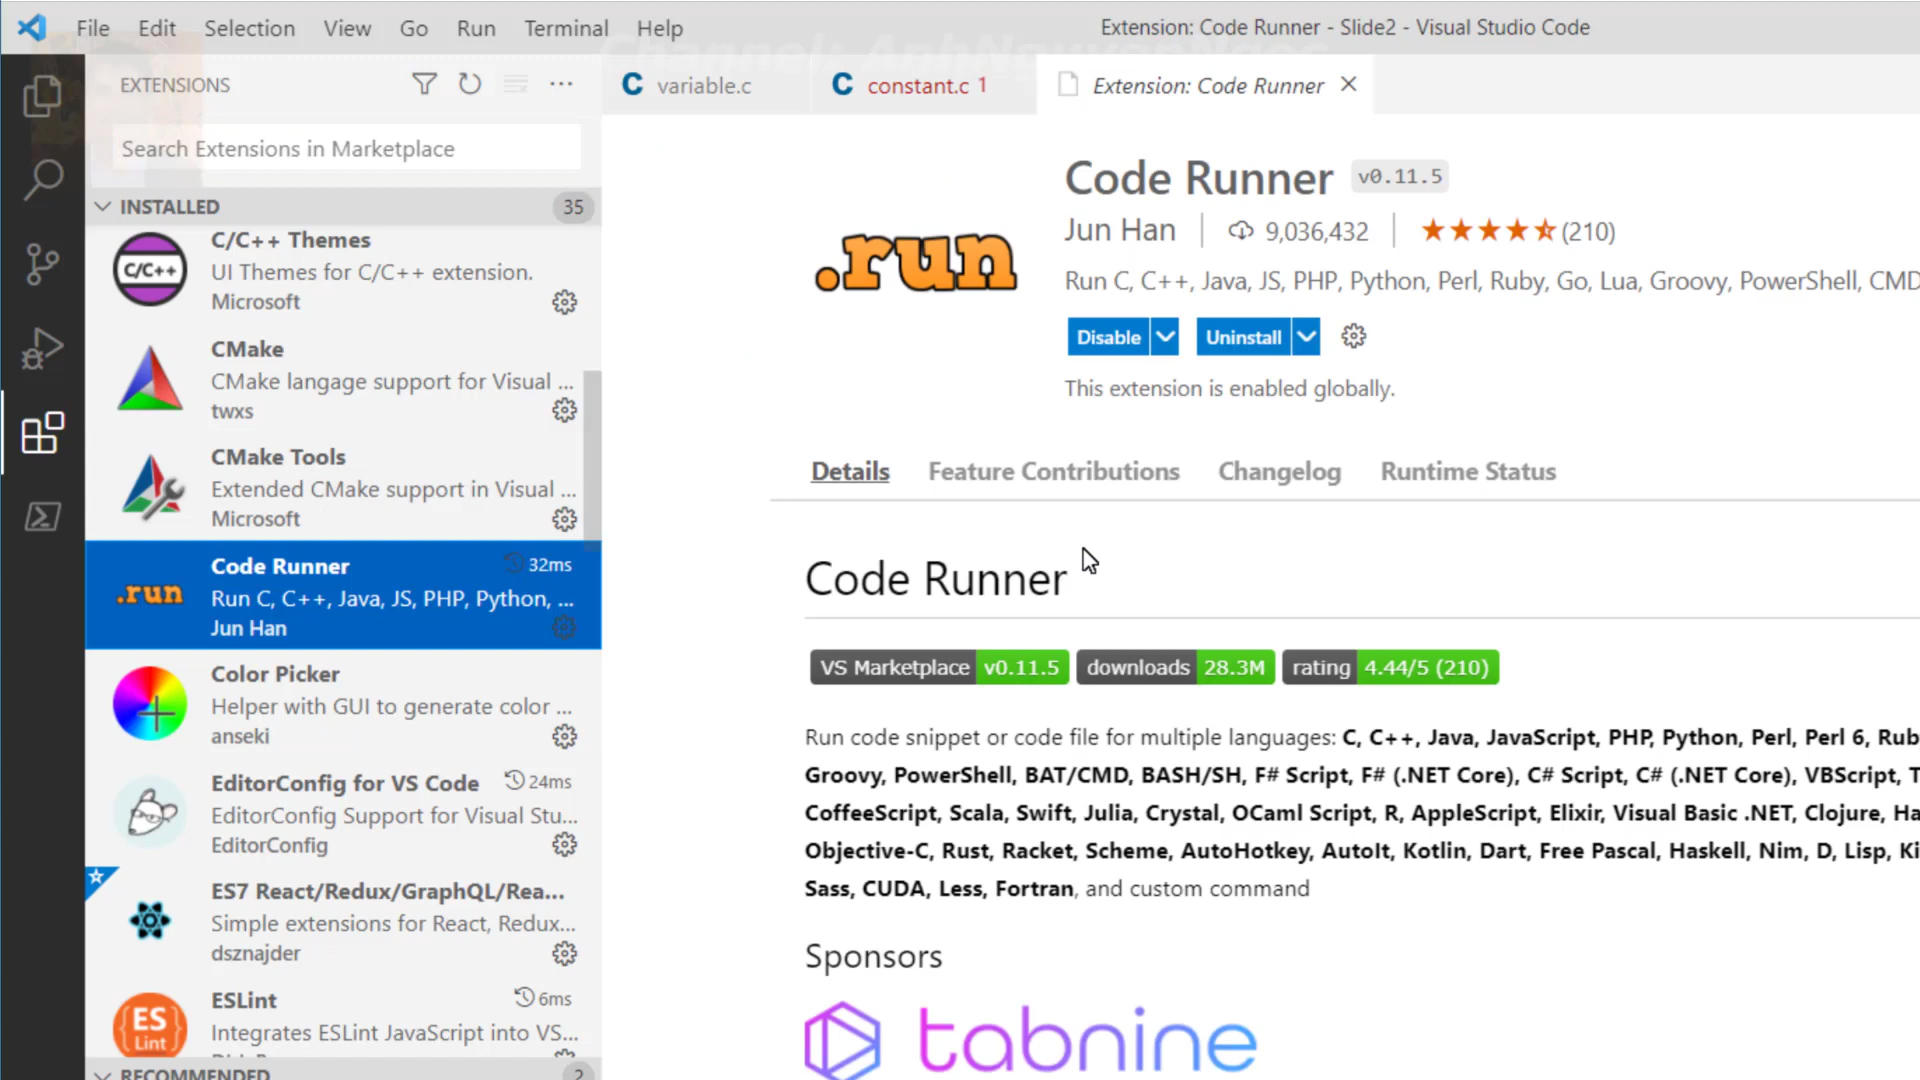 File Edit Selection View Go Run Terminal Help
Extension: Code Runner - Slide2 - Visual Studio Code
Channel: AnhNguyenNgoc
EXTENSIONS
variable.c
constant.c 1
Extension: Code Runner
Search Extensions in Marketplace
INSTALLED 35
C/C++
C/C++ Themes
UI Themes for C/C++ extension.
Microsoft
CMake
CMake langage support for Visual ...
twxs
CMake Tools
Extended CMake support in Visual ...
Microsoft
.run
Code Runner 32ms
Run C, C++, Java, JS, PHP, Python, ...
Jun Han
Color Picker
Helper with GUI to generate color ...
anseki
EditorConfig for VS Code 24ms
EditorConfig Support for Visual Stu...
EditorConfig
ES7 React/Redux/GraphQL/Rea...
Simple extensions for React, Redux...
dsznajder
ES
Lint
ESLint 6ms
Integrates ESLint JavaScript into VS...
RECOMMENDED 2
.run
Code Runner v0.11.5
Jun Han 9,036,432 (210)
Run C, C++, Java, JS, PHP, Python, Perl, Ruby, Go, Lua, Groovy, PowerShell, CMD
Disable Uninstall
This extension is enabled globally.
Details Feature Contributions Changelog Runtime Status
Code Runner
VS Marketplace v0.11.5 downloads 28.3M rating 4.44/5 (210)
Run code snippet or code file for multiple languages: C, C++, Java, JavaScript, PHP, Python, Perl, Perl 6, Rub
Groovy, PowerShell, BAT/CMD, BASH/SH, F# Script, F# (.NET Core), C# Script, C# (.NET Core), VBScript, T
CoffeeScript, Scala, Swift, Julia, Crystal, OCaml Script, R, AppleScript, Elixir, Visual Basic .NET, Clojure, Ha
Objective-C, Rust, Racket, Scheme, AutoHotkey, AutoIt, Kotlin, Dart, Free Pascal, Haskell, Nim, D, Lisp, Ki
Sass, CUDA, Less, Fortran, and custom command
Sponsors
tabnine